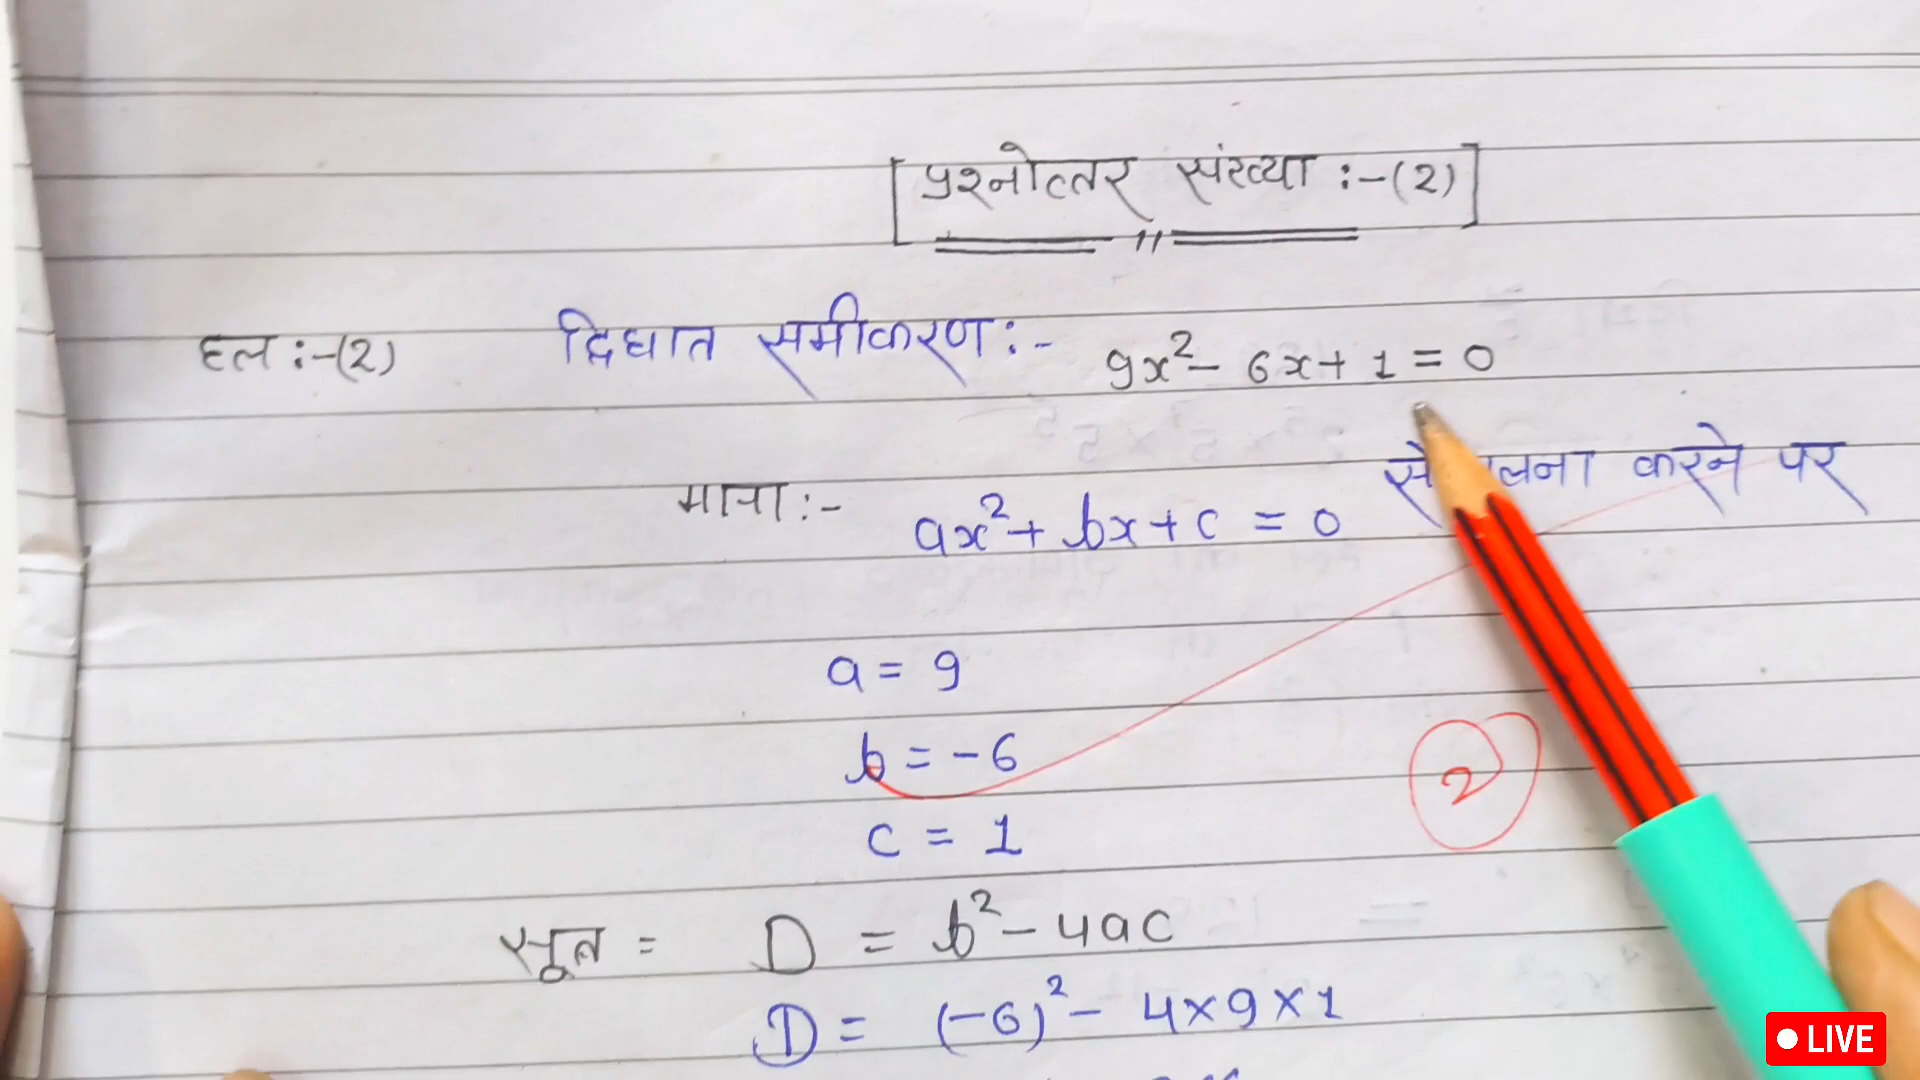 [प्रश्नोत्तर संख्या :-(2)]
हल :-(2) द्विघात समीकरण :- 9x² - 6x + 1 = 0
माना :- ax² + bx + c = 0 से करने पर
a = 9
b = -6
c = 1
2
सूत्र = D = b² - 4ac
D = (-6)² - 4×9×1
LIVE